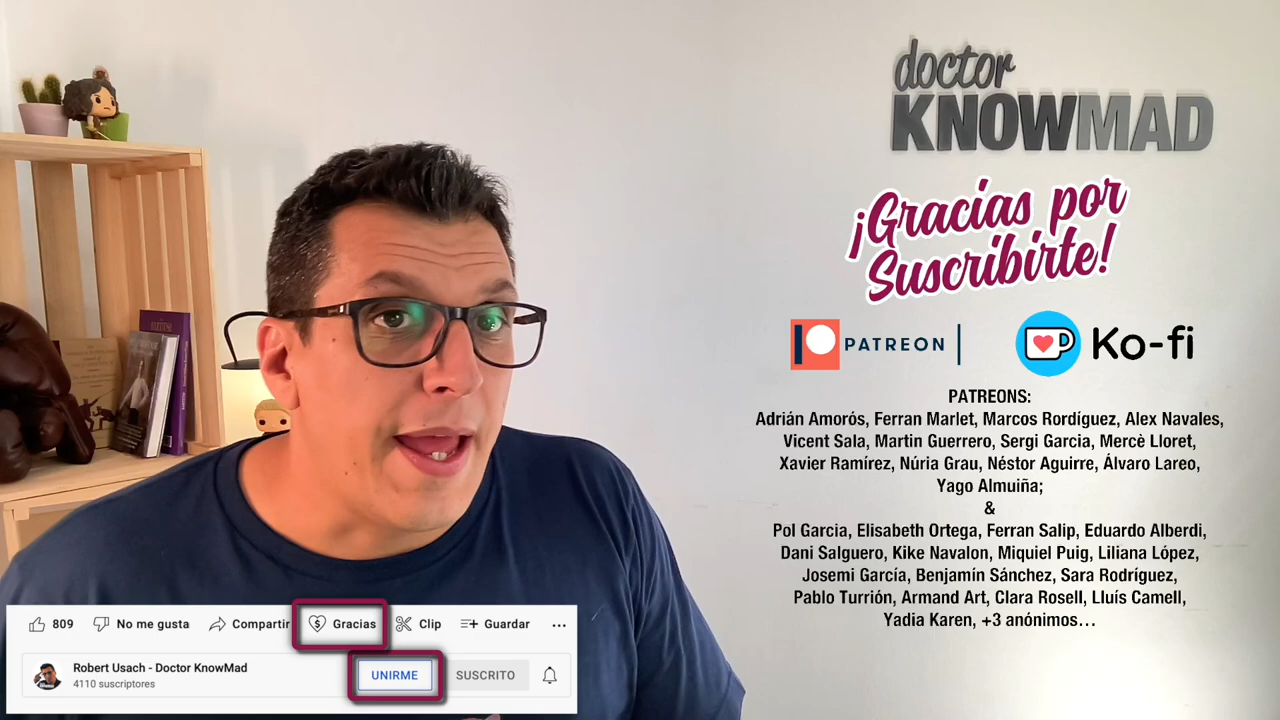 doctor
KNOWMAD
¡Gracias por
Suscribirte!
PATREON
Ko-fi
PATREONS:
Adrián Amorós, Ferran Marlet, Marcos Rordíguez, Alex Navales,
Vicent Sala, Martin Guerrero, Sergi Garcia, Mercè Lloret,
Xavier Ramírez, Núria Grau, Néstor Aguirre, Álvaro Lareo,
Yago Almuiña;
&
Pol Garcia, Elisabeth Ortega, Ferran Salip, Eduardo Alberdi,
Dani Salguero, Kike Navalon, Miquiel Puig, Liliana López,
Josemi García, Benjamín Sánchez, Sara Rodríguez,
Pablo Turrión, Armand Art, Clara Rosell, Lluís Camell,
Yadia Karen, +3 anónimos...
809 No me gusta Compartir Gracias Clip Guardar ...
Robert Usach - Doctor KnowMad
4110 suscriptores
UNIRME SUSCRITO